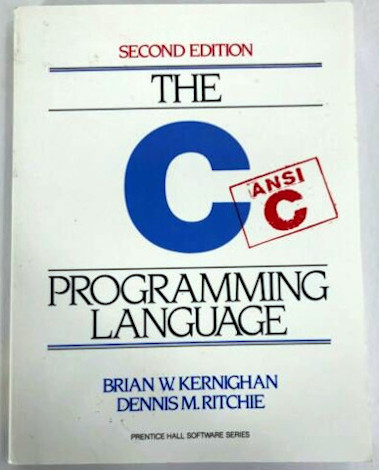 SECOND EDITION
THE
C
ANSI
C
PROGRAMMING
LANGUAGE
BRIAN W. KERNIGHAN
DENNIS M. RITCHIE
PRENTICE HALL SOFTWARE SERIES